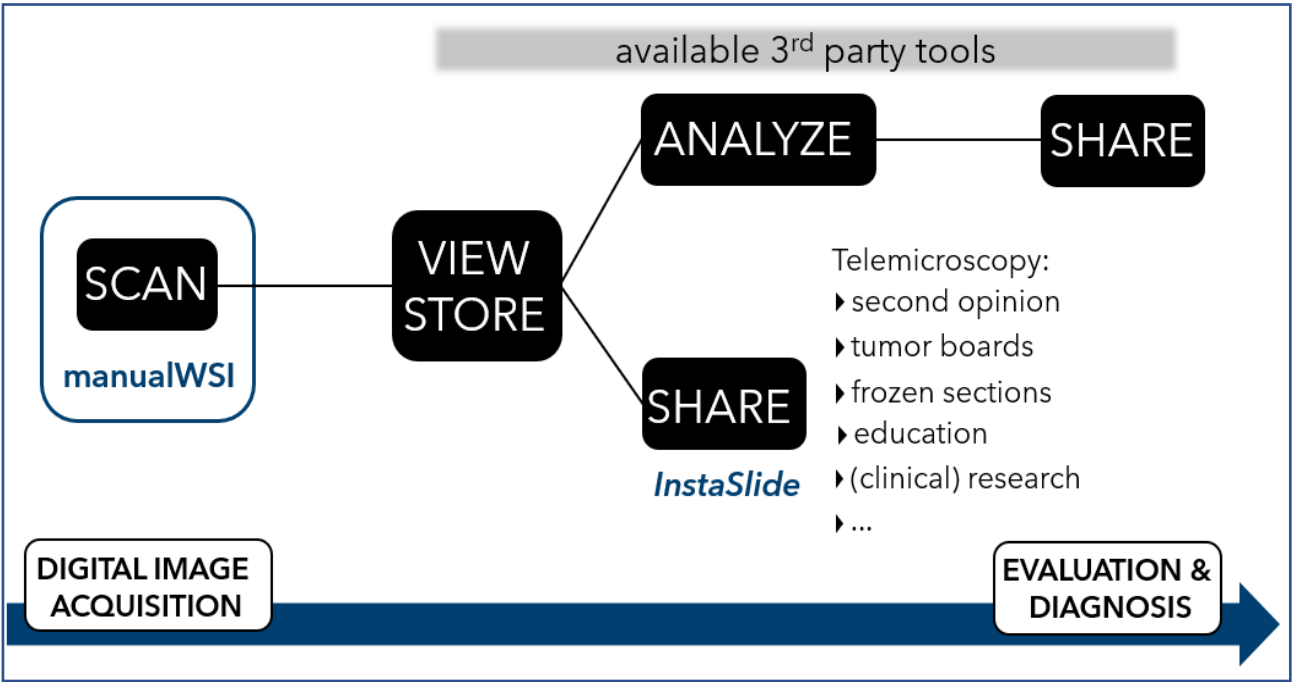 available 3rd party tools
ANALYZE
SHARE
SCAN
manualWSI
VIEW
STORE
SHARE
InstaSlide
Telemicroscopy:
second opinion
tumor boards
frozen sections
education
(clinical) research
...
DIGITAL IMAGE
ACQUISITION
EVALUATION &
DIAGNOSIS